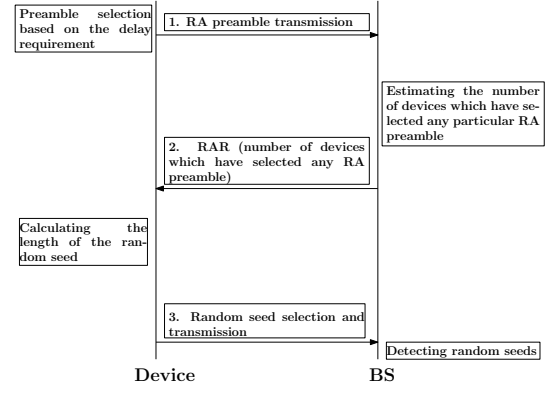 Preamble selection
based on the delay
requirement
1. RA preamble transmission
Estimating the number
of devices which have se-
lected any particular RA
preamble
2. RAR (number of devices
which have selected any RA
preamble)
Calculating the
length of the ran-
dom seed
3. Random seed selection and
transmission
Detecting random seeds
Device
BS